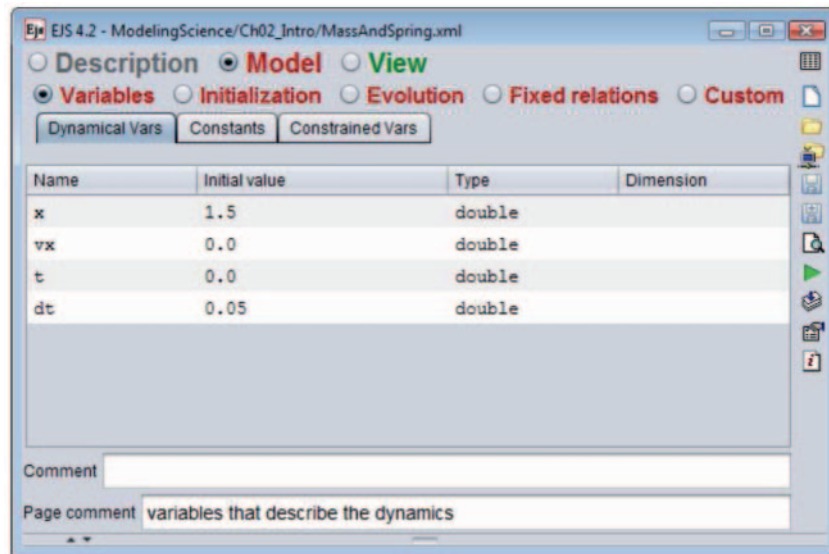 EJS 4.2 - ModelingScience/Ch02_Intro/MassAndSpring.xml
Description Model View
Variables Initialization Evolution Fixed relations Custom
Dynamical Vars Constants Constrained Vars
Name Initial value Type Dimension
x 1.5 double
vx 0.0 double
t 0.0 double
dt 0.05 double
Comment
Page comment variables that describe the dynamics